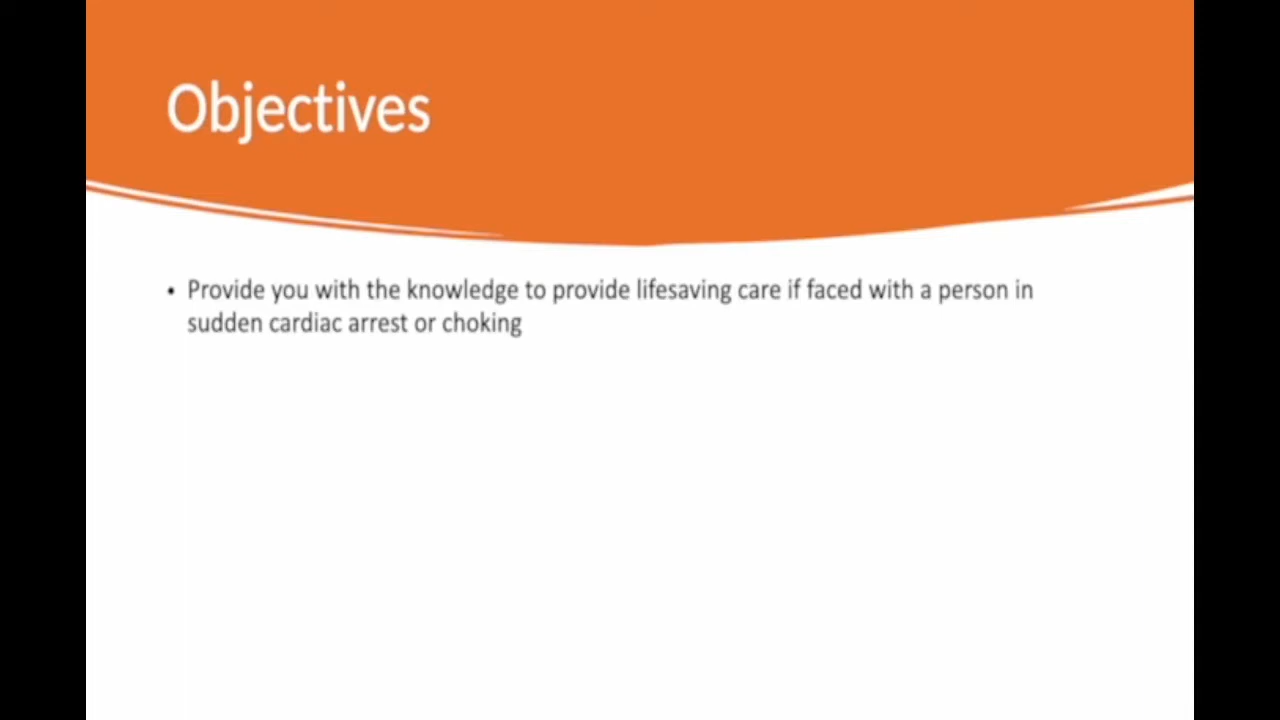 Objectives
• Provide you with the knowledge to provide lifesaving care if faced with a person in
sudden cardiac arrest or choking